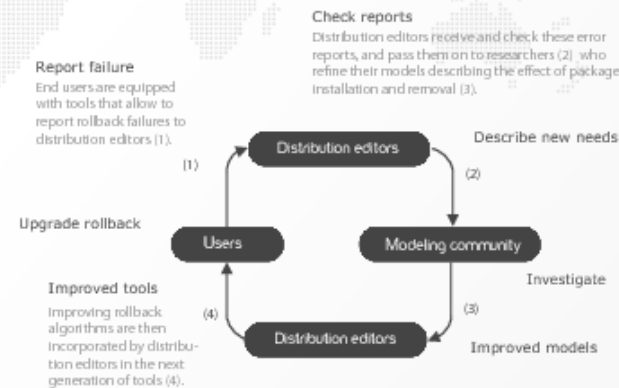 Check reports
Distribution editors receive and check these error
reports, and pass them on to researchers (2) who
refine their models describing the effect of package
installation and removal (3).
Report failure
End users are equipped
with tools that allow to
report rollback failures to
distribution editors (1).
Distribution editors
Describe new needs
(1)
(2)
Upgrade rollback
Users
Modeling community
Investigate
Improved tools
Improving rollback
algorithms are then
incorporated by distribu-
tion editors in the next
generation of tools (4).
(4)
(3)
Distribution editors
Improved models